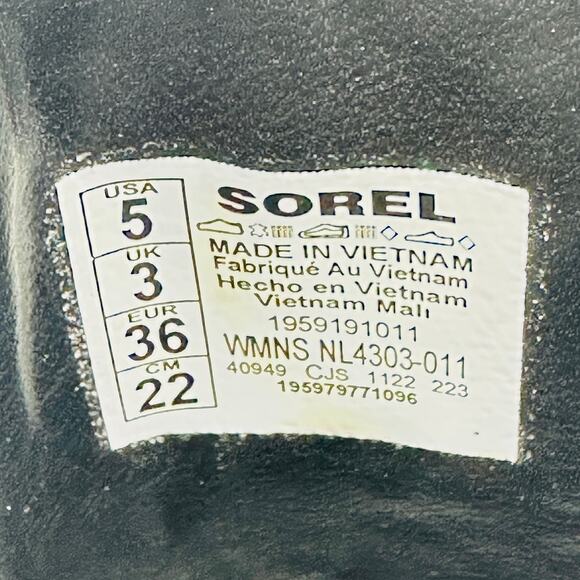 USA
5
UK
3
EUR
36
CM
22
SOREL
MADE IN VIETNAM
Fabriqué Au Vietnam
Hecho en Vietnam
Vietnam Malı
1959191011
WMNS NL4303-011
40949 CJS 1122 223
195979771096